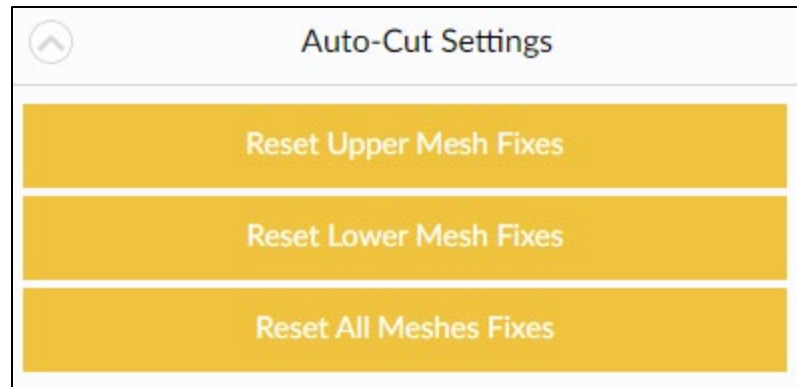 Auto-Cut Settings
Reset Upper Mesh Fixes
Reset Lower Mesh Fixes
Reset All Meshes Fixes